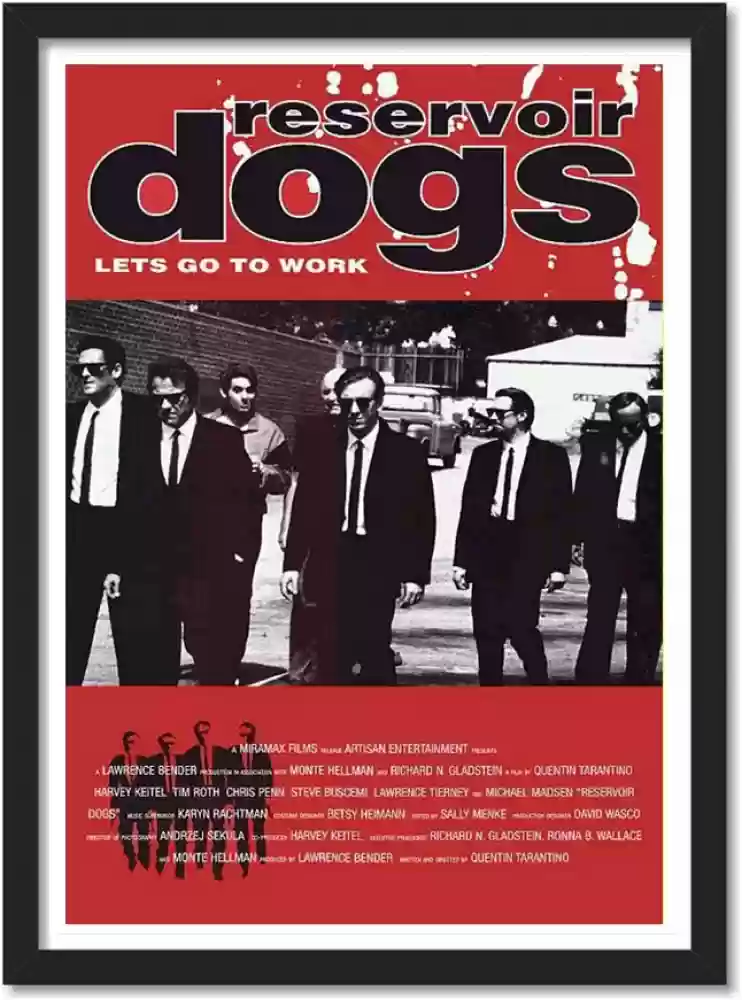 reservoir
dogs
LETS GO TO WORK
A MIRAMAX FILMS RELEASE ARTISAN ENTERTAINMENT PRESENTS
A LAWRENCE BENDER PRODUCTION IN ASSOCIATION WITH MONTE HELLMAN AND RICHARD N. GLADSTEIN A FILM BY QUENTIN TARANTINO
HARVEY KEITEL TIM ROTH CHRIS PENN STEVE BUSCEMI LAWRENCE TIERNEY AND MICHAEL MADSEN "RESERVOIR
DOGS" MUSIC SUPERVISOR KARYN RACHTMAN COSTUME DESIGNER BETSY HEIMANN EDITED BY SALLY MENKE PRODUCTION DESIGNER DAVID WASCO
DIRECTOR OF PHOTOGRAPHY ANDRZEJ SEKULA CO-PRODUCER HARVEY KEITEL EXECUTIVE PRODUCERS RICHARD N. GLADSTEIN, RONNA B. WALLACE
AND MONTE HELLMAN PRODUCED BY LAWRENCE BENDER WRITTEN AND DIRECTED BY QUENTIN TARANTINO